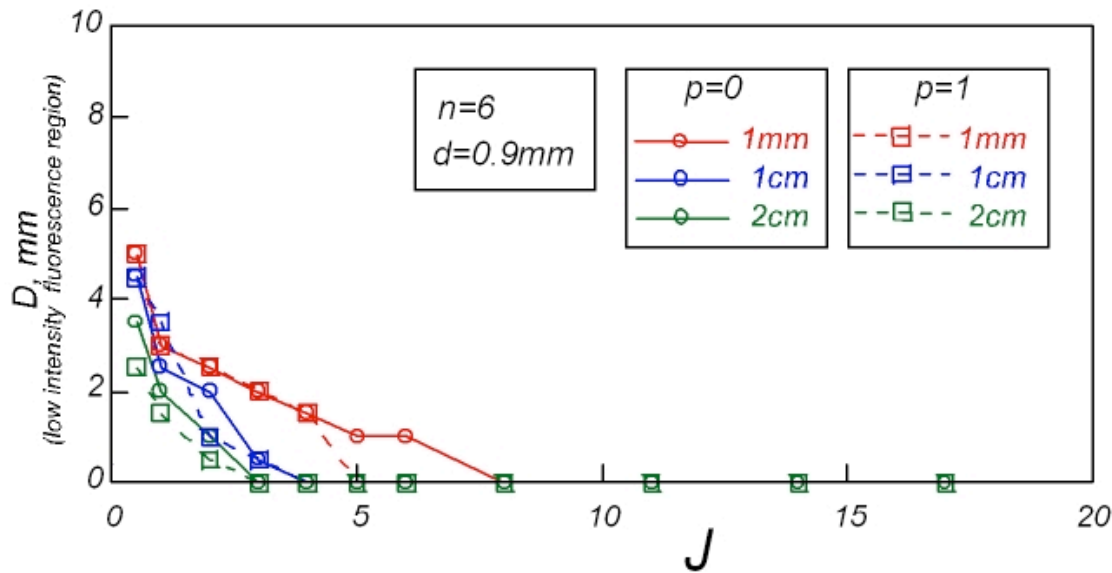 10
8
6
4
2
0
D, mm
(low intensity fluorescence region)
n=6
d=0.9mm
p=0
1mm
1cm
2cm
p=1
1mm
1cm
2cm
0
5
10
15
20
J